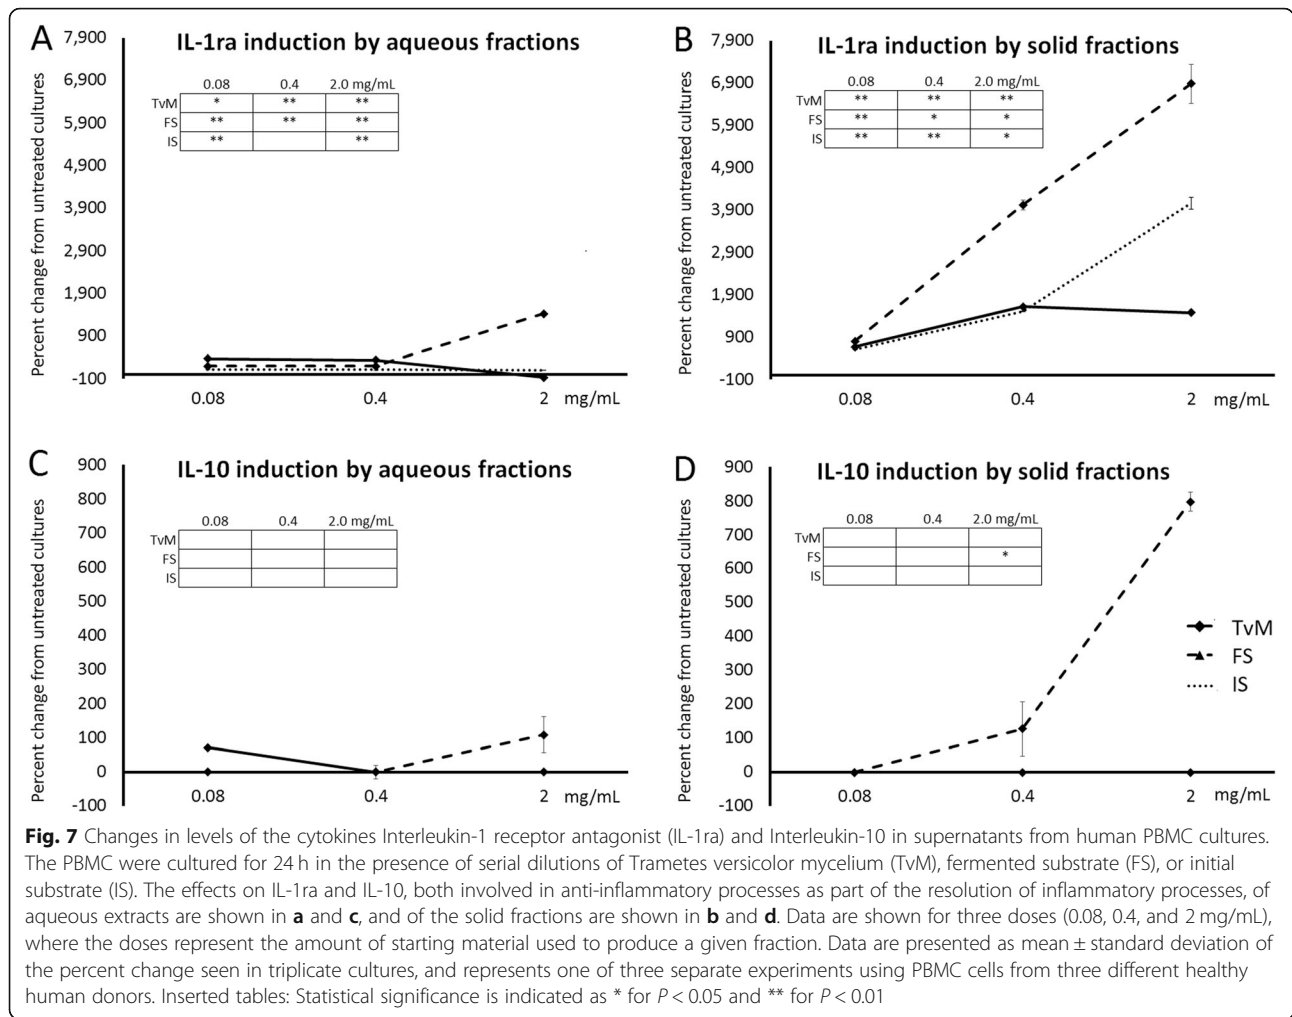 A
IL-1ra induction by aqueous fractions
Percent change from untreated cultures
7,900
6,900
5,900
4,900
3,900
2,900
1,900
900
-100
0.08 0.4 2.0 mg/mL
TvM * ** **
FS ** ** **
IS ** **
0.08 0.4 2 mg/mL
B
IL-1ra induction by solid fractions
Percent change from untreated cultures
7,900
6,900
5,900
4,900
3,900
2,900
1,900
900
-100
0.08 0.4 2.0 mg/mL
TvM ** ** **
FS ** * *
IS ** ** *
0.08 0.4 2 mg/mL
C
IL-10 induction by aqueous fractions
Percent change from untreated cultures
900
800
700
600
500
400
300
200
100
0
-100
0.08 0.4 2.0 mg/mL
TvM
FS
IS
0.08 0.4 2 mg/mL
D
IL-10 induction by solid fractions
Percent change from untreated cultures
900
800
700
600
500
400
300
200
100
0
-100
0.08 0.4 2.0 mg/mL
TvM
FS *
IS
TvM
FS
IS
0.08 0.4 2 mg/mL
Fig. 7 Changes in levels of the cytokines Interleukin-1 receptor antagonist (IL-1ra) and Interleukin-10 in supernatants from human PBMC cultures.
The PBMC were cultured for 24 h in the presence of serial dilutions of Trametes versicolor mycelium (TvM), fermented substrate (FS), or initial
substrate (IS). The effects on IL-1ra and IL-10, both involved in anti-inflammatory processes as part of the resolution of inflammatory processes, of
aqueous extracts are shown in a and c, and of the solid fractions are shown in b and d. Data are shown for three doses (0.08, 0.4, and 2 mg/mL),
where the doses represent the amount of starting material used to produce a given fraction. Data are presented as mean ± standard deviation of
the percent change seen in triplicate cultures, and represents one of three separate experiments using PBMC cells from three different healthy
human donors. Inserted tables: Statistical significance is indicated as * for P < 0.05 and ** for P < 0.01